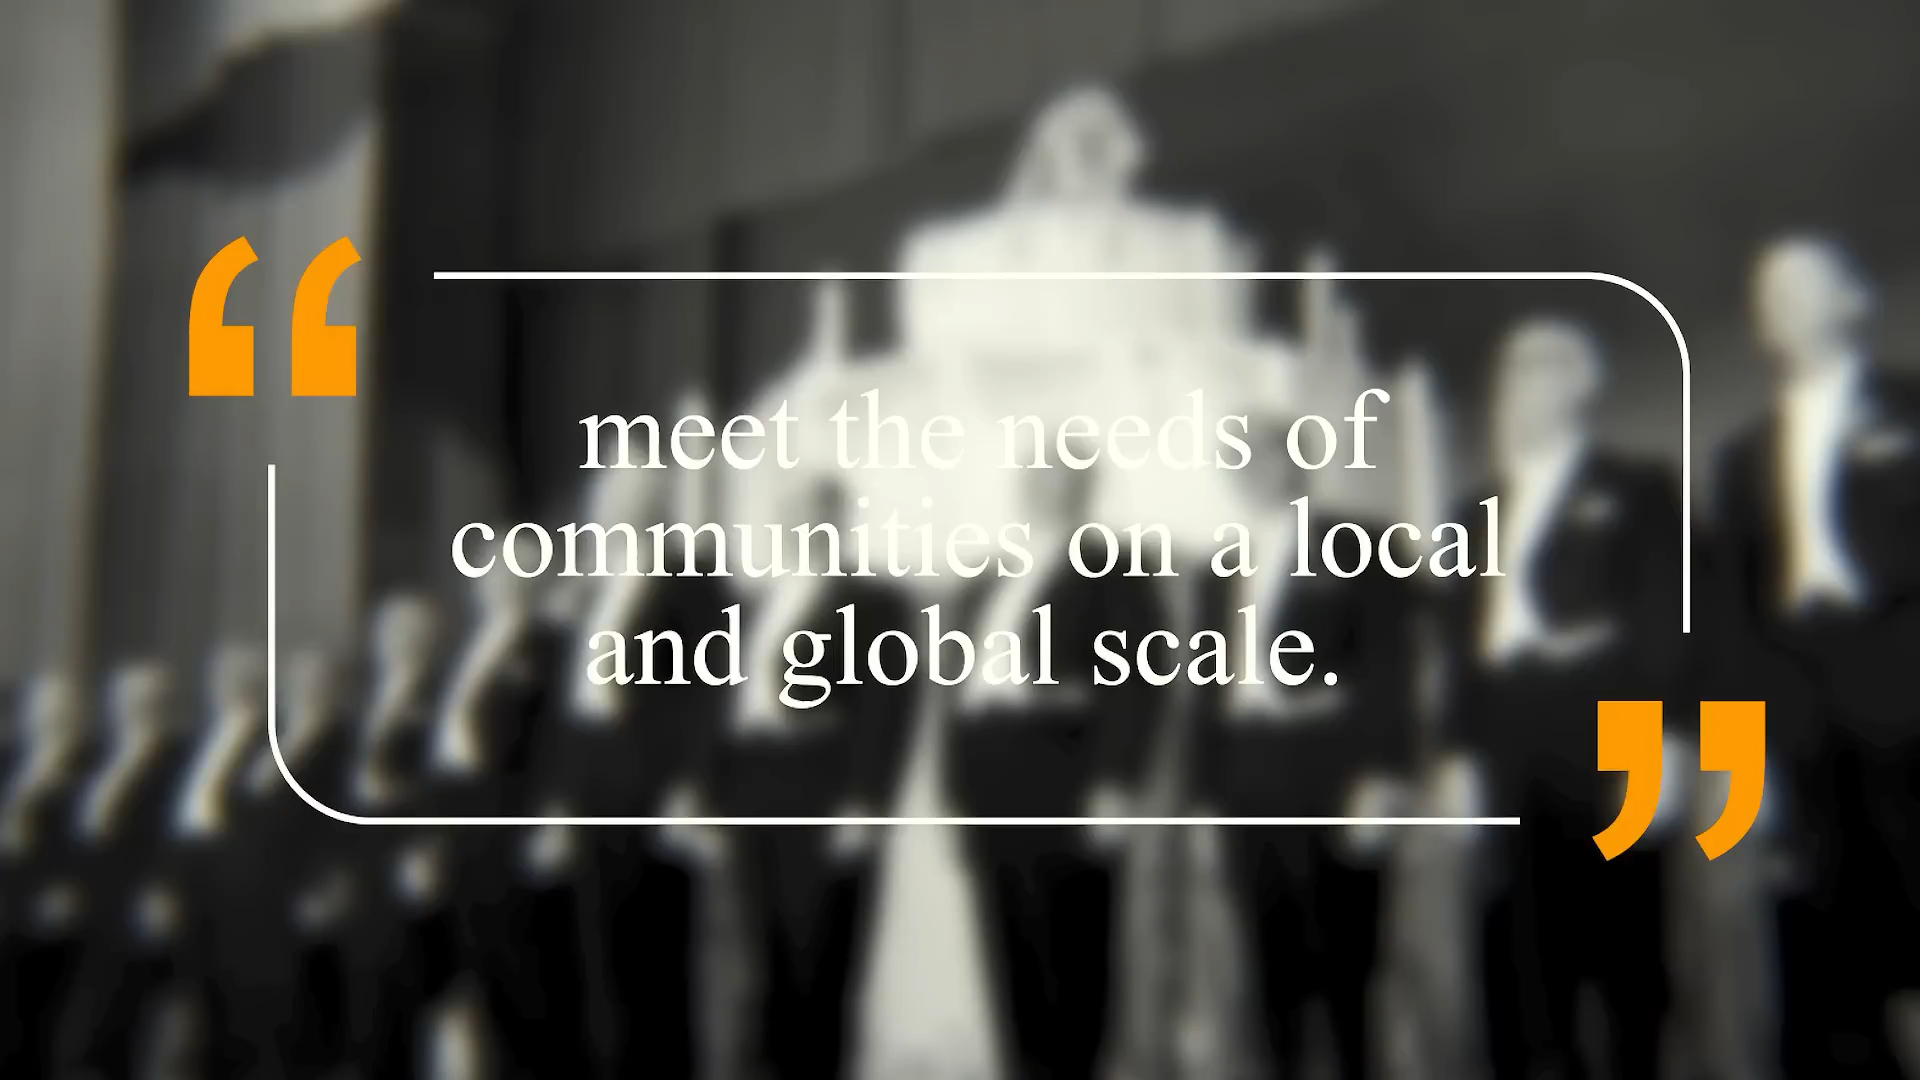 “
meet the needs of
communities on a local
and global scale.
”